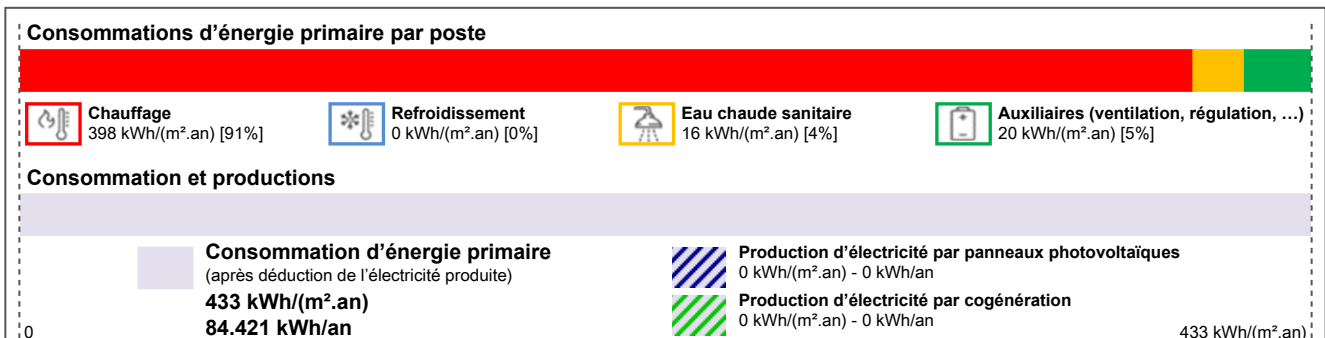 Consommations d'énergie primaire par poste
Chauffage
398 kWh/(m².an) [91%]
Refroidissement
0 kWh/(m².an) [0%]
Eau chaude sanitaire
16 kWh/(m².an) [4%]
Auxiliaires (ventilation, régulation, …)
20 kWh/(m².an) [5%]
Consommation et productions
Consommation d'énergie primaire
(après déduction de l'électricité produite)
433 kWh/(m².an)
84.421 kWh/an
Production d'électricité par panneaux photovoltaïques
0 kWh/(m².an) - 0 kWh/an
Production d'électricité par cogénération
0 kWh/(m².an) - 0 kWh/an
0
433 kWh/(m².an)